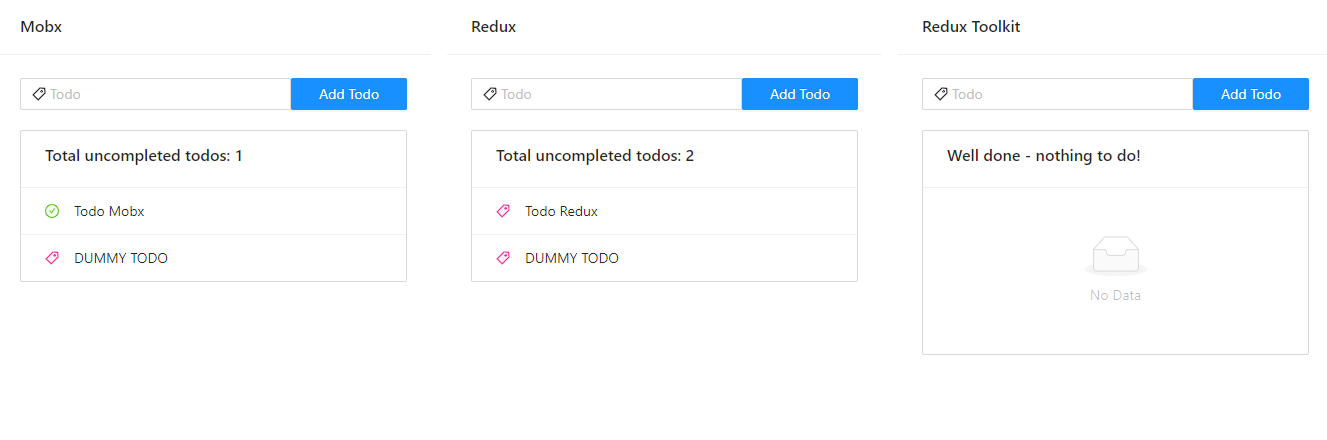 Mobx
Todo
Add Todo
Total uncompleted todos: 1
Todo Mobx
DUMMY TODO
Redux
Todo
Add Todo
Total uncompleted todos: 2
Todo Redux
DUMMY TODO
Redux Toolkit
Todo
Add Todo
Well done - nothing to do!
No Data